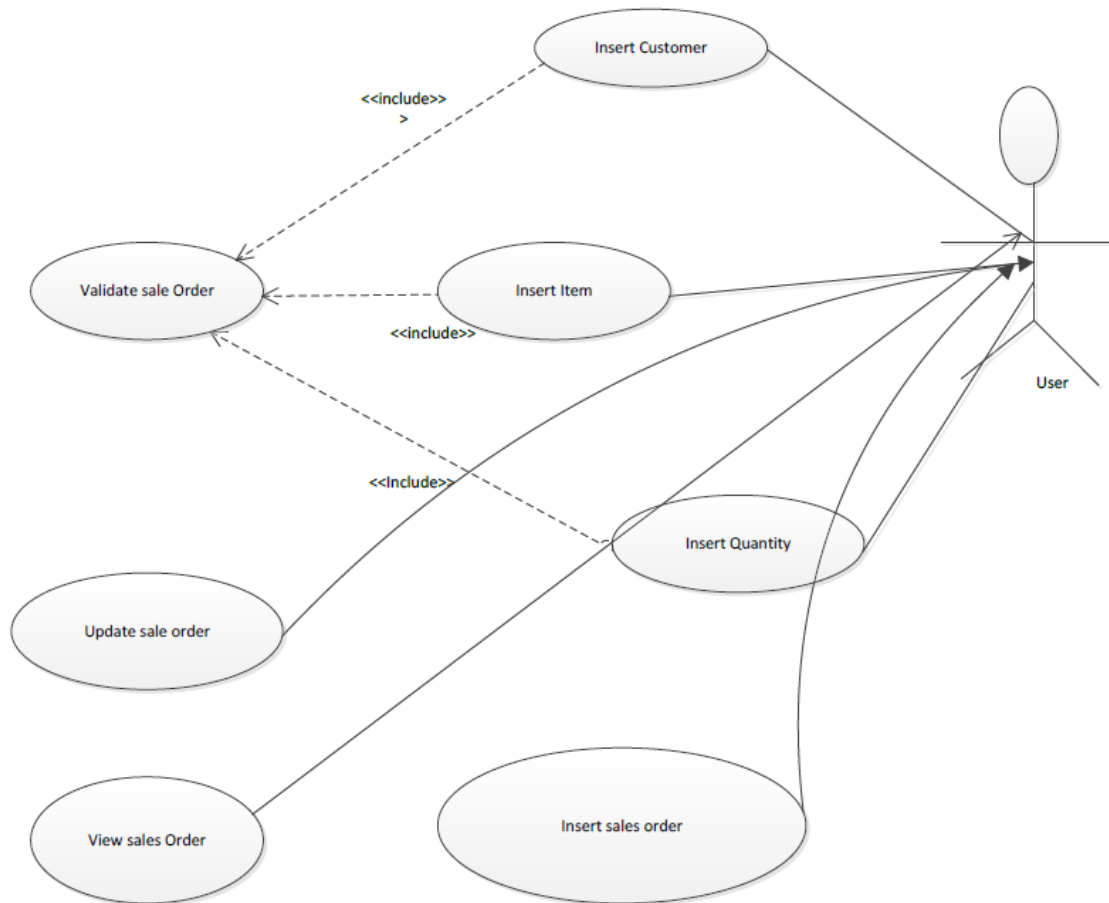 Insert Customer
<<include>>
>
Validate sale Order
Insert Item
<<include>>
User
<<Include>>
Insert Quantity
Update sale order
View sales Order
Insert sales order